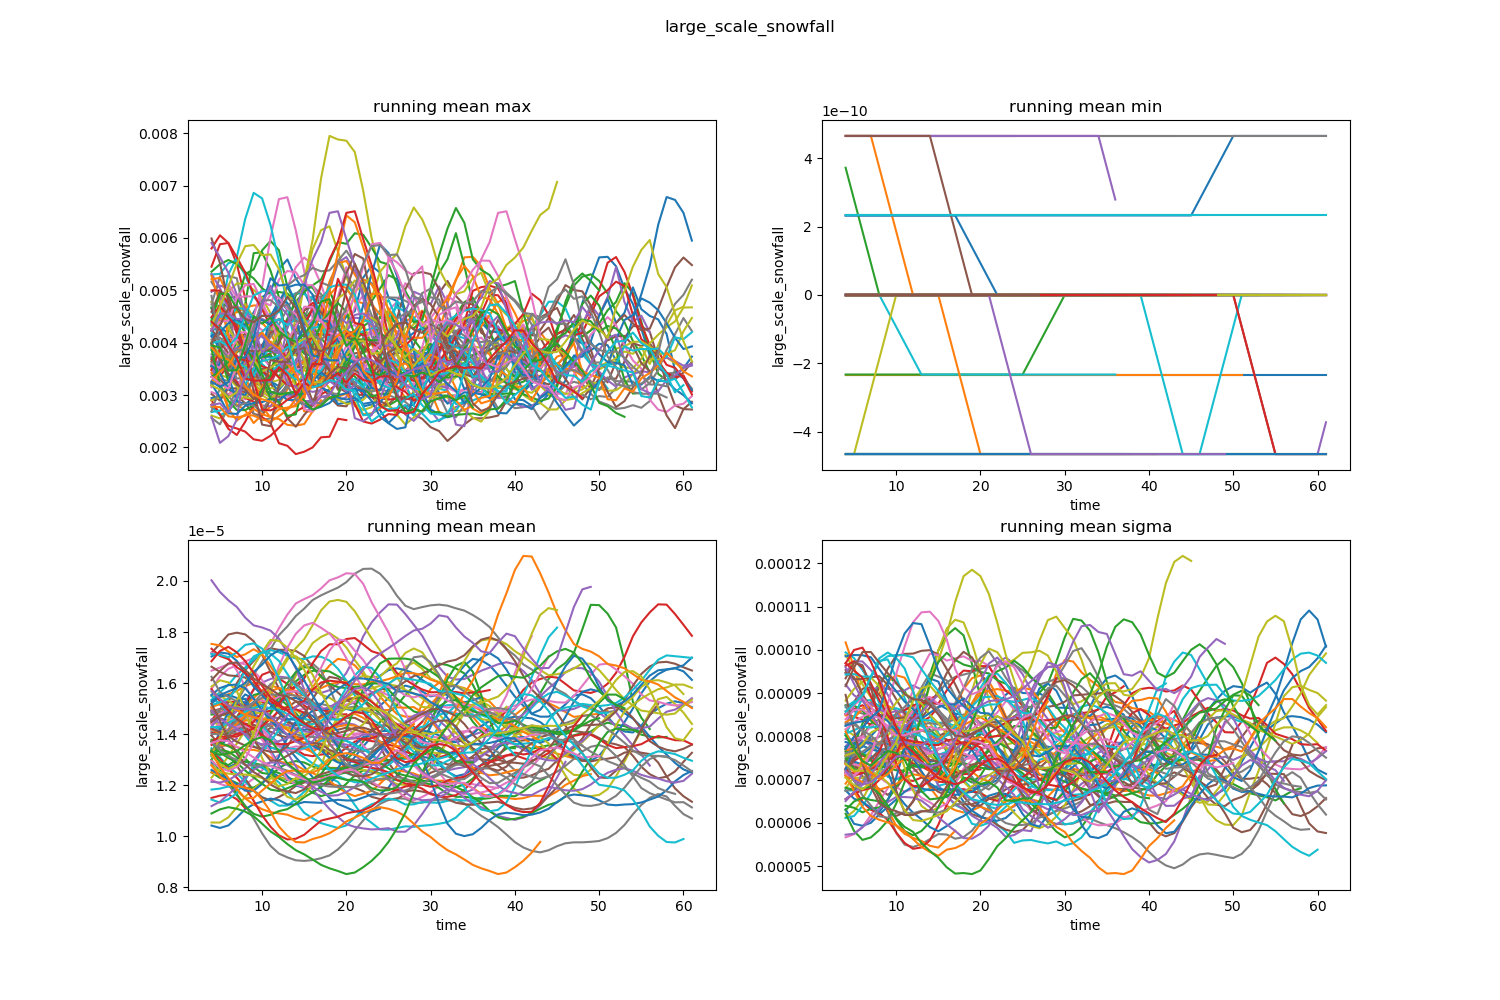 large_scale_snowfall
running mean max
0.008
0.007
0.006
0.005
0.004
0.003
0.002
large_scale_snowfall
10 20 30 40 50 60
time
running mean min
1e−10
4
2
0
−2
−4
large_scale_snowfall
10 20 30 40 50 60
time
running mean mean
1e−5
2.0
1.8
1.6
1.4
1.2
1.0
0.8
large_scale_snowfall
10 20 30 40 50 60
time
running mean sigma
0.00012
0.00011
0.00010
0.00009
0.00008
0.00007
0.00006
0.00005
large_scale_snowfall
10 20 30 40 50 60
time